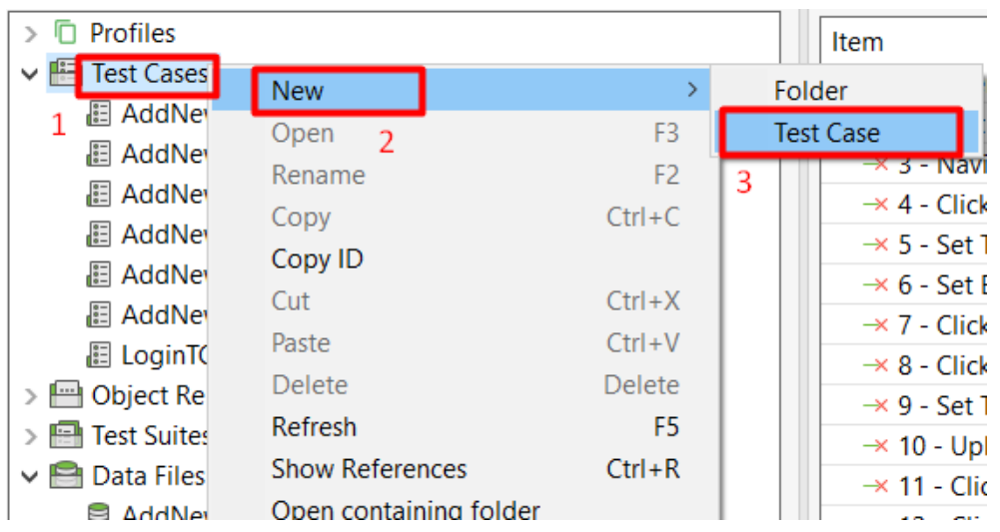 Profiles
Test Cases
1
AddNe
AddNe
AddNe
AddNe
AddNe
AddNe
LoginT
Object Re
Test Suites
Data Files
AddNe
New
2
Open F3
Rename F2
Copy Ctrl+C
Copy ID
Cut Ctrl+X
Paste Ctrl+V
Delete Delete
Refresh F5
Show References Ctrl+R
Open containing folder
Folder
Test Case
3
Item
3 - Navi
4 - Click
5 - Set
6 - Set
7 - Click
8 - Click
9 - Set
10 - Upl
11 - Clic